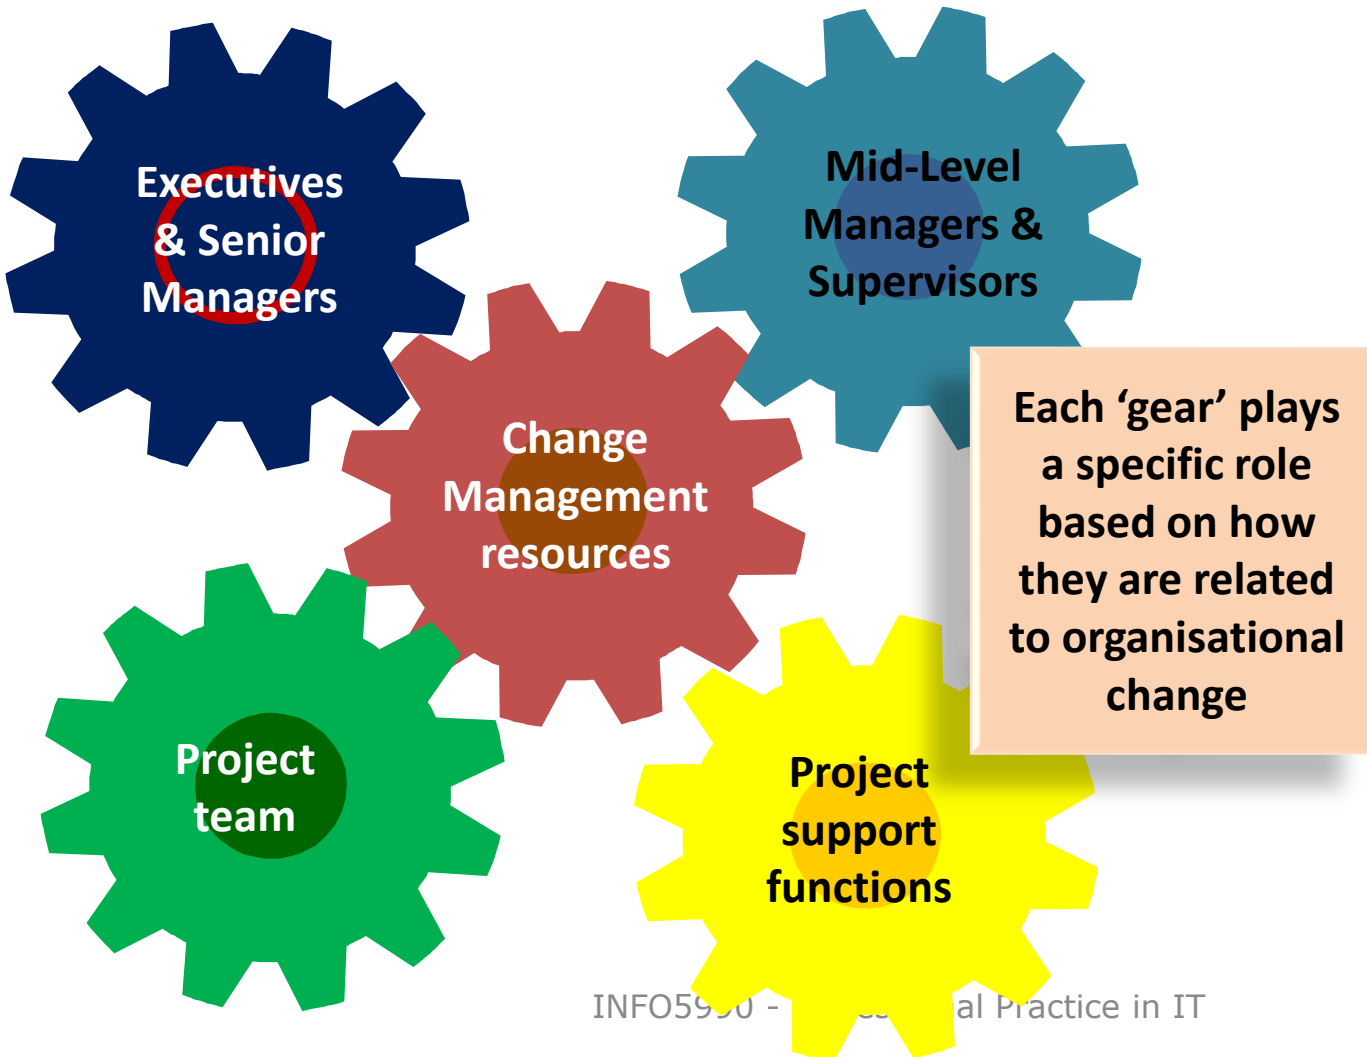 Executives
& Senior
Managers
Mid-Level
Managers &
Supervisors
Change
Management
resources
Each ‘gear’ plays
a specific role
based on how
they are related
to organisational
change
Project
team
Project
support
functions
- Practice in IT